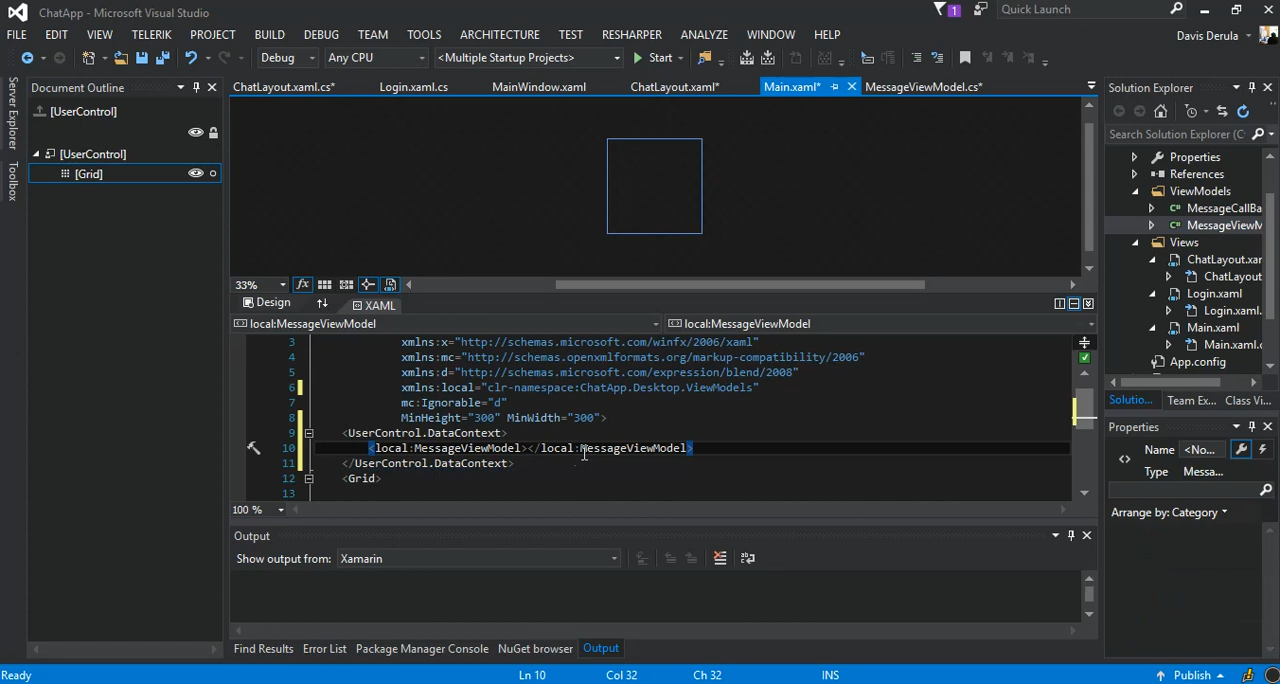 ChatApp - Microsoft Visual Studio
1
Quick Launch
FILE EDIT VIEW TELERIK PROJECT BUILD DEBUG TEAM TOOLS ARCHITECTURE TEST RESHARPER ANALYZE WINDOW HELP
Davis Derula
Debug Any CPU <Multiple Startup Projects> Start
Server Explorer
Toolbox
Document Outline
[UserControl]
[UserControl]
[Grid]
ChatLayout.xaml.cs* Login.xaml.cs MainWindow.xaml ChatLayout.xaml* Main.xaml* MessageViewModel.cs*
33% fx
Design XAML
local:MessageViewModel local:MessageViewModel
3 xmlns:x="http://schemas.microsoft.com/winfx/2006/xaml"
4 xmlns:mc="http://schemas.openxmlformats.org/markup-compatibility/2006"
5 xmlns:d="http://schemas.microsoft.com/expression/blend/2008"
6 xmlns:local="clr-namespace:ChatApp.Desktop.ViewModels"
7 mc:Ignorable="d"
8 MinHeight="300" MinWidth="300">
9 <UserControl.DataContext>
10 <local:MessageViewModel></local:MessageViewModel>
11 </UserControl.DataContext>
12 <Grid>
13
100 %
Output
Show output from: Xamarin
Find Results Error List Package Manager Console NuGet browser Output
Solution Explorer
Search Solution Explorer (C
Properties
References
ViewModels
C# MessageCallBa
C# MessageViewM
Views
ChatLayout.xar
ChatLayout
Login.xaml
Login.xaml.
Main.xaml
Main.xaml.c
App.config
Solutio... Team Ex... Class Vi...
Properties
Name <No...
Type Messa...
Arrange by: Category
Ready Ln 10 Col 32 Ch 32 INS Publish